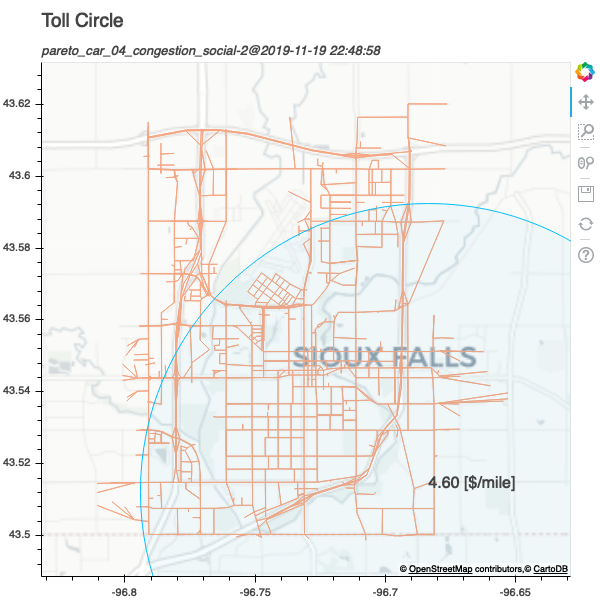 Toll Circle
pareto_car_04_congestion_social-2@2019-11-19 22:48:58
43.62
43.6
43.58
43.56
43.54
43.52
43.5
SIOUX FALLS
4.60 [$/mile]
© OpenStreetMap contributors,© CartoDB
-96.8
-96.75
-96.7
-96.65